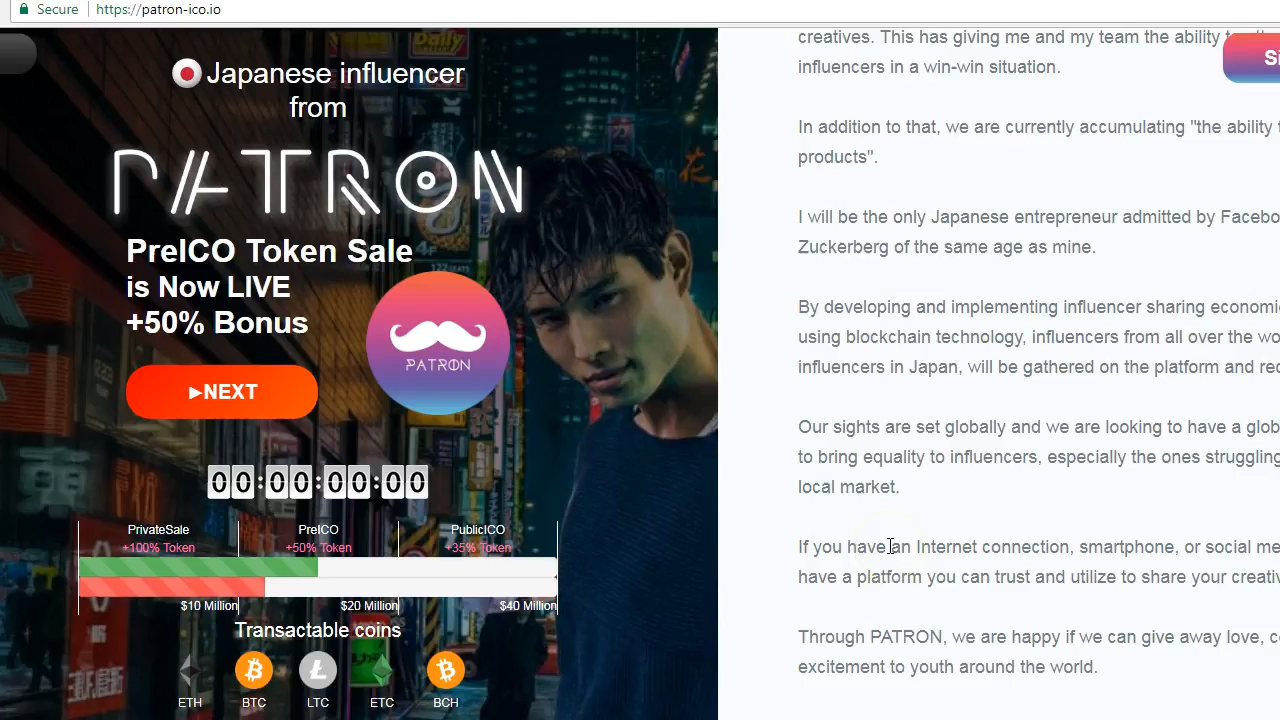 Secure https://patron-ico.io
Japanese influencer
from
PATRON
PreICO Token Sale
is Now LIVE
+50% Bonus
PATRON
▶NEXT
00:00:00:00
PrivateSale PreICO PublicICO
+100% Token +50% Token +35% Token
$10 Million $20 Million $40 Million
Transactable coins
ETH BTC LTC ETC BCH
creatives. This has giving me and my team the ability
influencers in a win-win situation.
In addition to that, we are currently accumulating "the ability
products".
I will be the only Japanese entrepreneur admitted by
Zuckerberg of the same age as mine.
By developing and implementing influencer sharing
using blockchain technology, influencers from all over the
influencers in Japan, will be gathered on the platform and
Our sights are set globally and we are looking to have a
to bring equality to influencers, especially the ones struggling
local market.
If you have an Internet connection, smartphone, or social
have a platform you can trust and utilize to share your
Through PATRON, we are happy if we can give away love,
excitement to youth around the world.